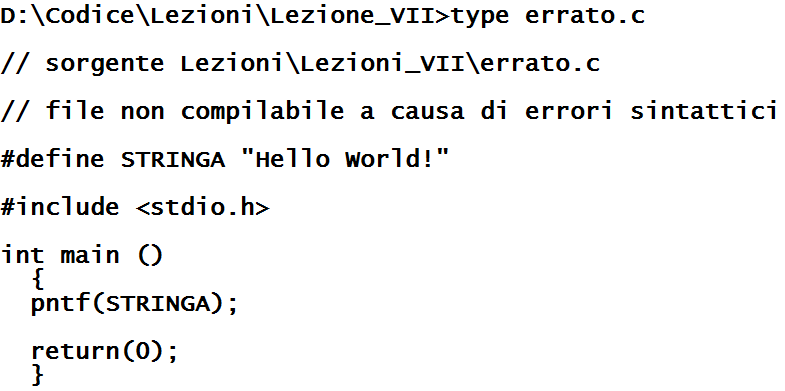 D:\Codice\Lezioni\Lezione_VII>type errato.c
// sorgente Lezioni\Lezioni_VII\errato.c
// file non compilabile a causa di errori sintattici
#define STRINGA "Hello World!"
#include <stdio.h>
int main ()
{
pntf(STRINGA);
return(0);
}